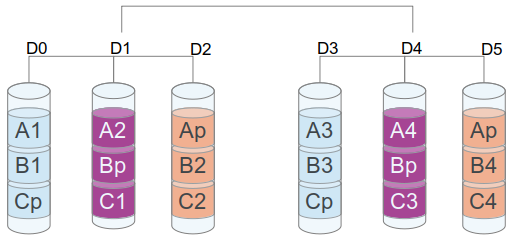 D0 D1 D2 D3 D4 D5
A1 A2 Ap A3 A4 Ap
B1 Bp B2 B3 Bp B4
Cp C1 C2 Cp C3 C4